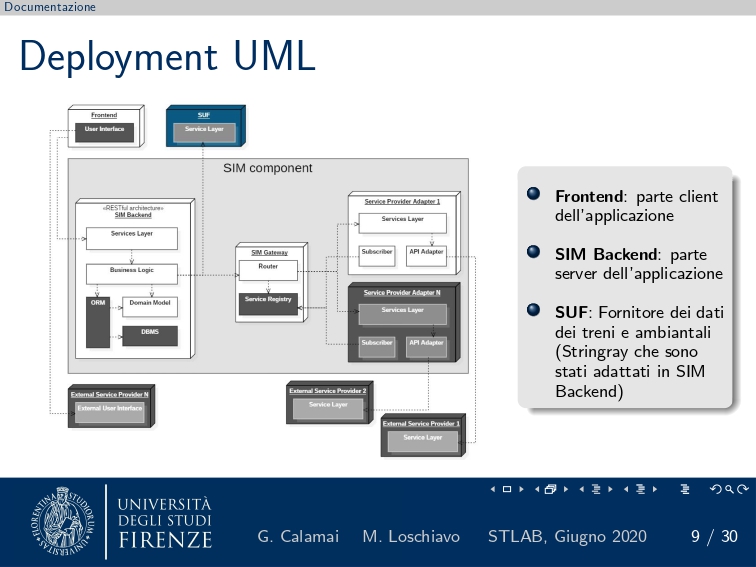 Documentazione
Deployment UML
Frontend
User Interface
SUF
Service Layer
SIM component
«RESTful architecture»
SIM Backend
Services Layer
Business Logic
ORM
Domain Model
DBMS
SIM Gateway
Router
Service Registry
Service Provider Adapter 1
Services Layer
Subscriber
API Adapter
Service Provider Adapter N
Services Layer
Subscriber
API Adapter
External Service Provider N
External User Interface
External Service Provider 2
Service Layer
External Service Provider 1
Service Layer
Frontend: parte client
dell'applicazione
SIM Backend: parte
server dell'applicazione
SUF: Fornitore dei dati
dei treni e ambiantali
(Stringray che sono
stati adattati in SIM
Backend)
UNIVERSITÀ
DEGLI STUDI
FIRENZE
G. Calamai M. Loschiavo STLAB, Giugno 2020 9 / 30